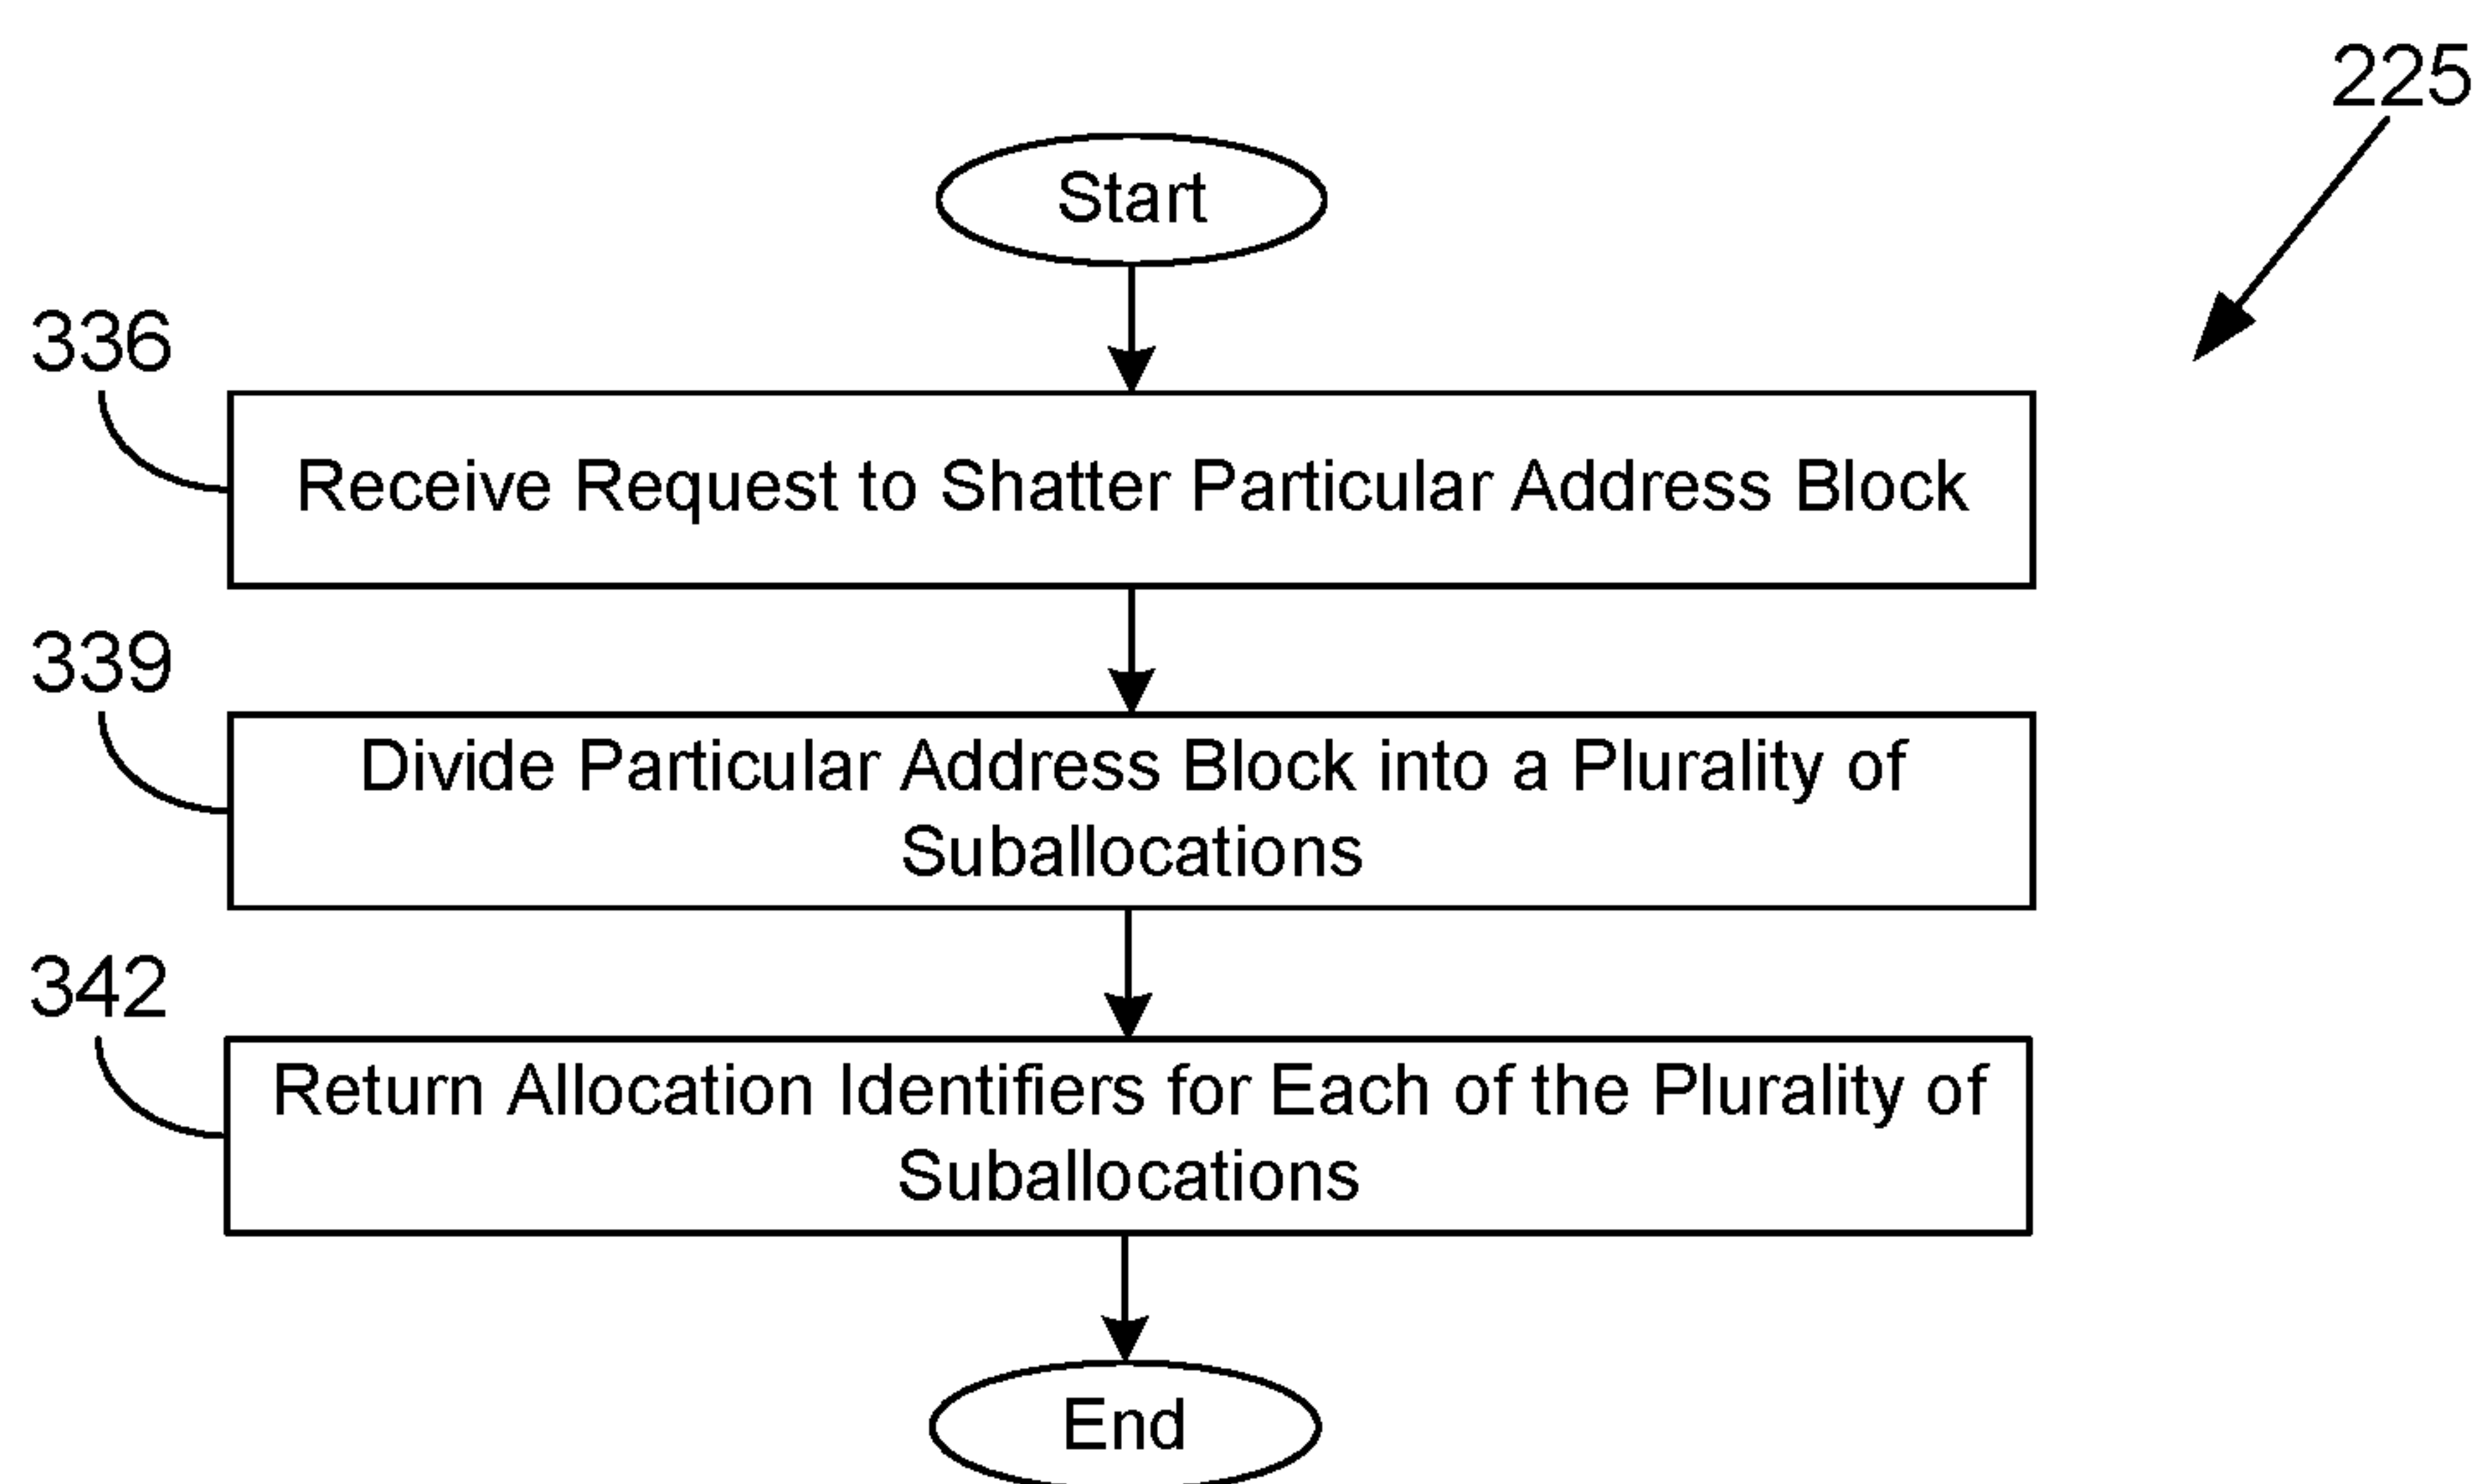 225
Start
336
Receive Request to Shatter Particular Address Block
339
Divide Particular Address Block into a Plurality of
Suballocations
342
Return Allocation Identifiers for Each of the Plurality of
Suballocations
End